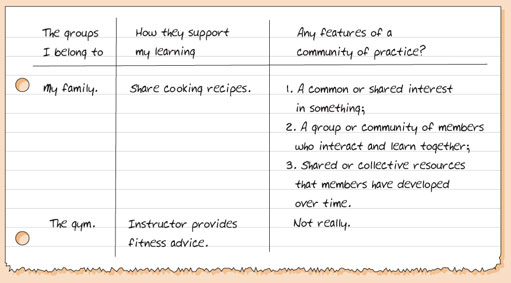 The groups
I belong to
How they support
my learning
Any features of a
community of practice?
My family.
Share cooking recipes.
1. A common or shared interest
in something;
2. A group or community of members
who interact and learn together;
3. Shared or collective resources
that members have developed
over time.
The gym.
Instructor provides
fitness advice.
Not really.